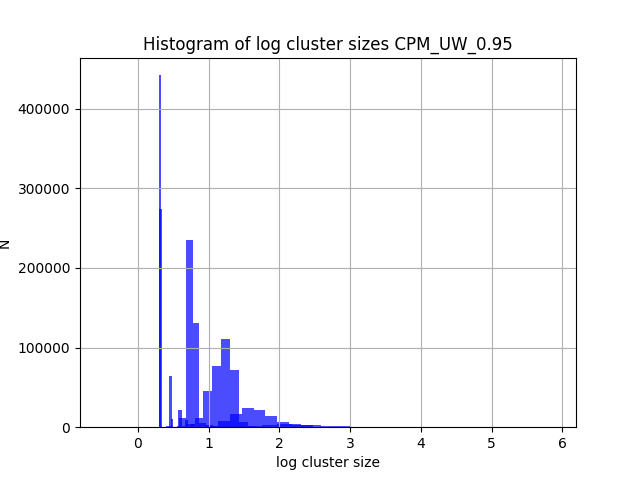 Histogram of log cluster sizes CPM_UW_0.95
400000
300000
200000
100000
0
N
0 1 2 3 4 5 6
log cluster size